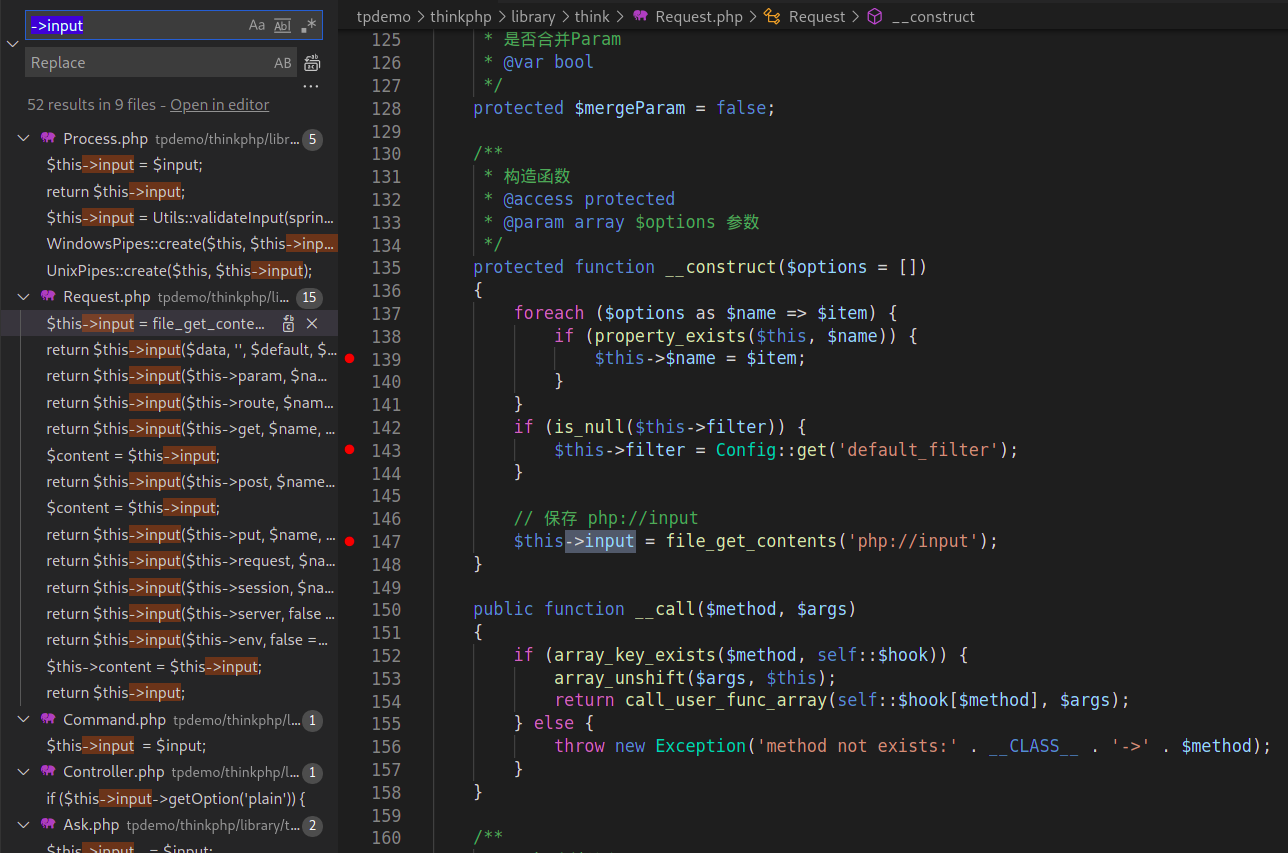 ->input
Aa Abl .*
Replace
AB
...
52 results in 9 files - Open in editor
Process.php tpdemo/thinkphp/libr... 5
$this->input = $input;
return $this->input;
$this->input = Utils::validateInput(sprin...
WindowsPipes::create($this, $this->inp...
UnixPipes::create($this, $this->input);
Request.php tpdemo/thinkphp/li... 15
$this->input = file_get_conte...
return $this->input($data, '', $default, $...
return $this->input($this->param, $na...
return $this->input($this->route, $nam...
return $this->input($this->get, $name, ...
$content = $this->input;
return $this->input($this->post, $name...
$content = $this->input;
return $this->input($this->put, $name, ...
return $this->input($this->request, $na...
return $this->input($this->session, $na...
return $this->input($this->server, false ...
return $this->input($this->env, false =...
$this->content = $this->input;
return $this->input;
Command.php tpdemo/thinkphp/l... 1
$this->input = $input;
Controller.php tpdemo/thinkphp/l... 1
if ($this->input->getOption('plain')) {
Ask.php tpdemo/thinkphp/library/t... 2
$this->input = $input;
tpdemo > thinkphp > library > think > Request.php > Request > __construct
125 * 是否合并Param
126 * @var bool
127 */
128 protected $mergeParam = false;
129
130 /**
131 * 构造函数
132 * @access protected
133 * @param array $options 参数
134 */
135 protected function __construct($options = [])
136 {
137 foreach ($options as $name => $item) {
138 if (property_exists($this, $name)) {
139 $this->$name = $item;
140 }
141 }
142 if (is_null($this->filter)) {
143 $this->filter = Config::get('default_filter');
144 }
145
146 // 保存 php://input
147 $this->input = file_get_contents('php://input');
148 }
149
150 public function __call($method, $args)
151 {
152 if (array_key_exists($method, self::$hook)) {
153 array_unshift($args, $this);
154 return call_user_func_array(self::$hook[$method], $args);
155 } else {
156 throw new Exception('method not exists:' . __CLASS__ . '->' . $method);
157 }
158 }
159
160 /**